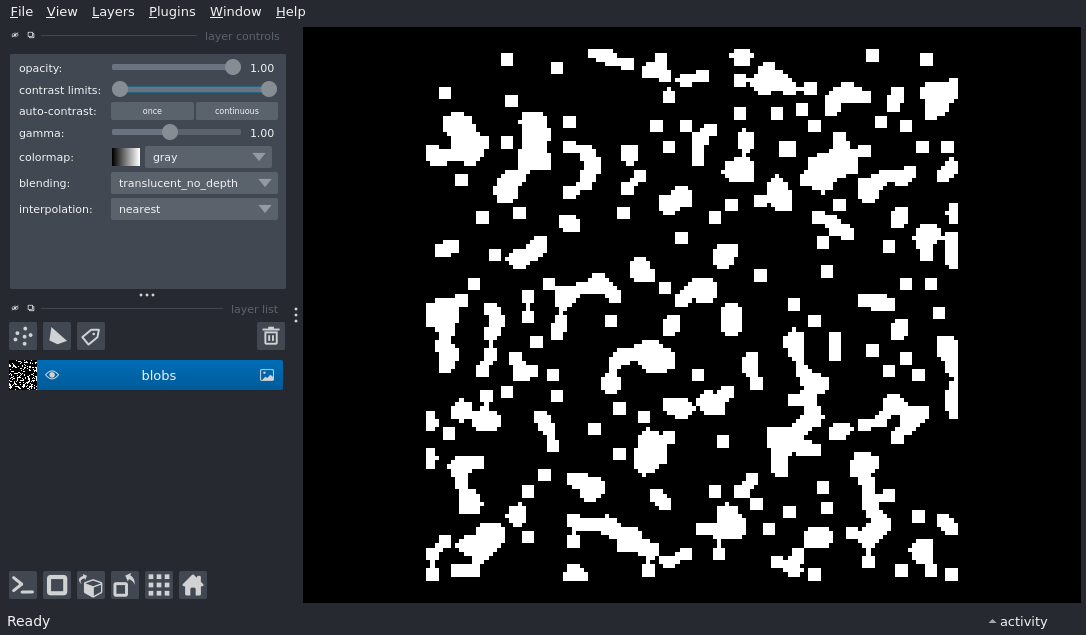 File View Layers Plugins Window Help
layer controls
opacity: 1.00
contrast limits:
auto-contrast: once continuous
gamma: 1.00
colormap: gray
blending: translucent_no_depth
interpolation: nearest
layer list
blobs
Ready
activity